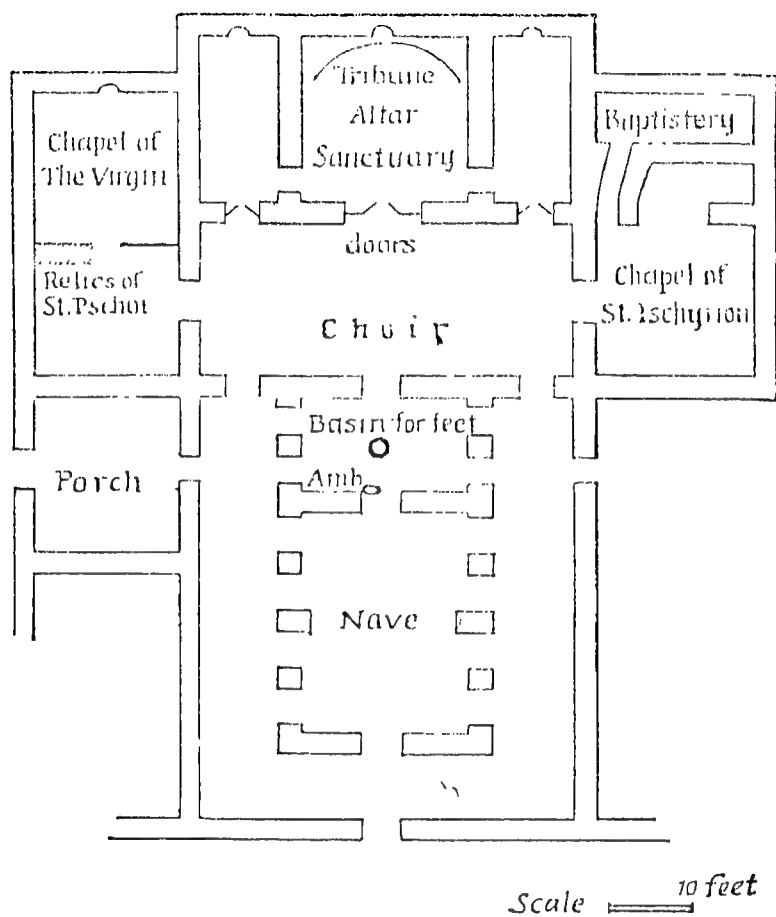 Tribune
Altar
Sanctuary
Chapel of
The Virgin
Baptistery
doors
Relics of
St. Pschoi
Chapel of
St. Ischyrion
Choir
Basin for feet
Porch
Amb.
Nave
10 feet
Scale